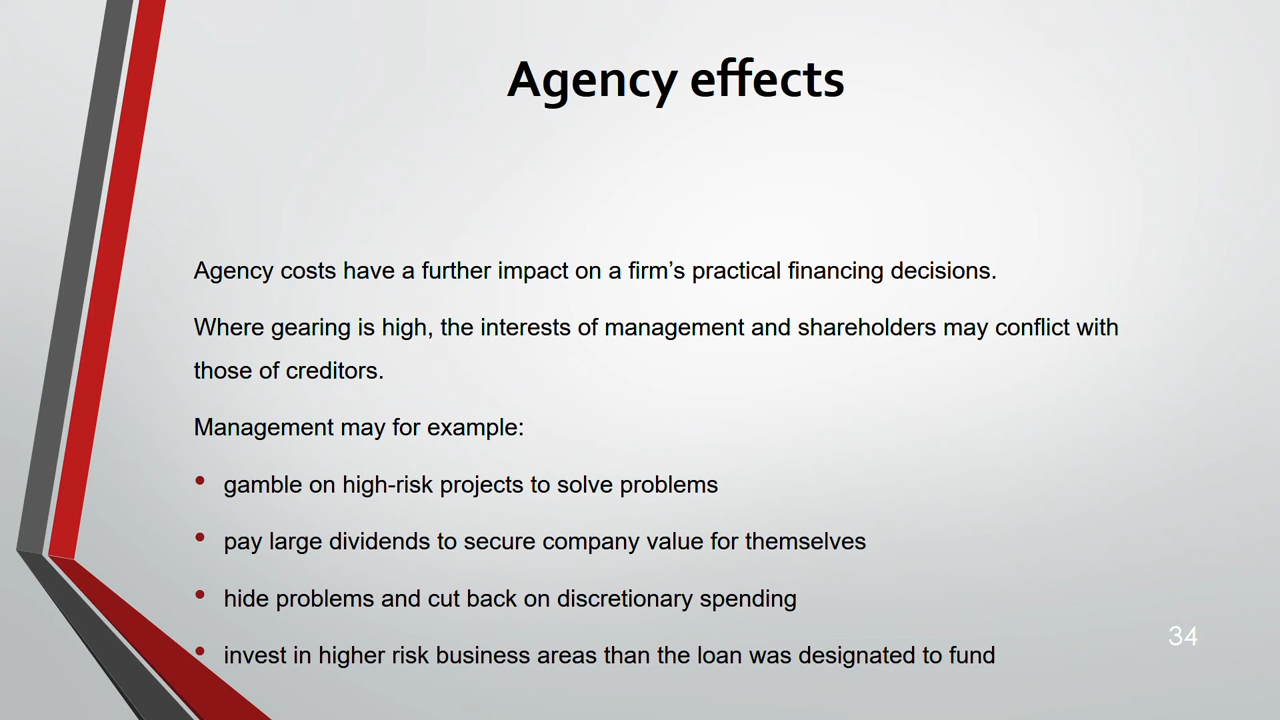 Agency effects
Agency costs have a further impact on a firm’s practical financing decisions.
Where gearing is high, the interests of management and shareholders may conflict with
those of creditors.
Management may for example:
• gamble on high-risk projects to solve problems
• pay large dividends to secure company value for themselves
• hide problems and cut back on discretionary spending
• invest in higher risk business areas than the loan was designated to fund
34